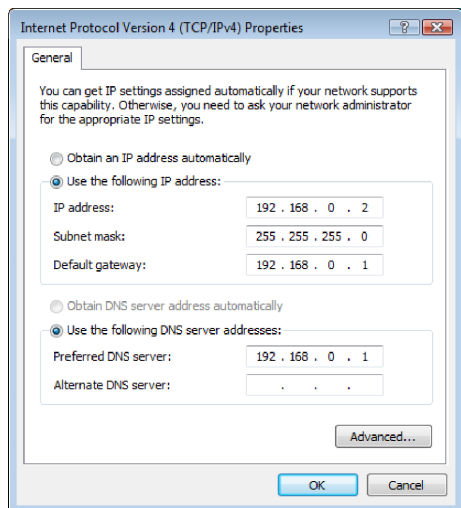 Internet Protocol Version 4 (TCP/IPv4) Properties
General
You can get IP settings assigned automatically if your network supports
this capability. Otherwise, you need to ask your network administrator
for the appropriate IP settings.
Obtain an IP address automatically
Use the following IP address:
IP address: 192 . 168 . 0 . 2
Subnet mask: 255 . 255 . 255 . 0
Default gateway: 192 . 168 . 0 . 1
Obtain DNS server address automatically
Use the following DNS server addresses:
Preferred DNS server: 192 . 168 . 0 . 1
Alternate DNS server: . . .
Advanced...
OK Cancel